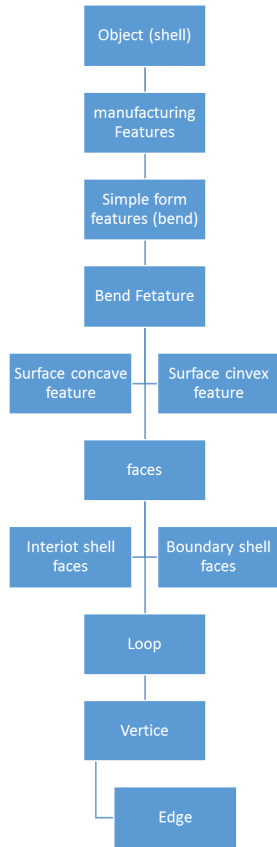 Object (shell)
manufacturing
Features
Simple form
features (bend)
Bend Fetature
Surface concave
feature
Surface cinvex
feature
faces
Interiot shell
faces
Boundary shell
faces
Loop
Vertice
Edge